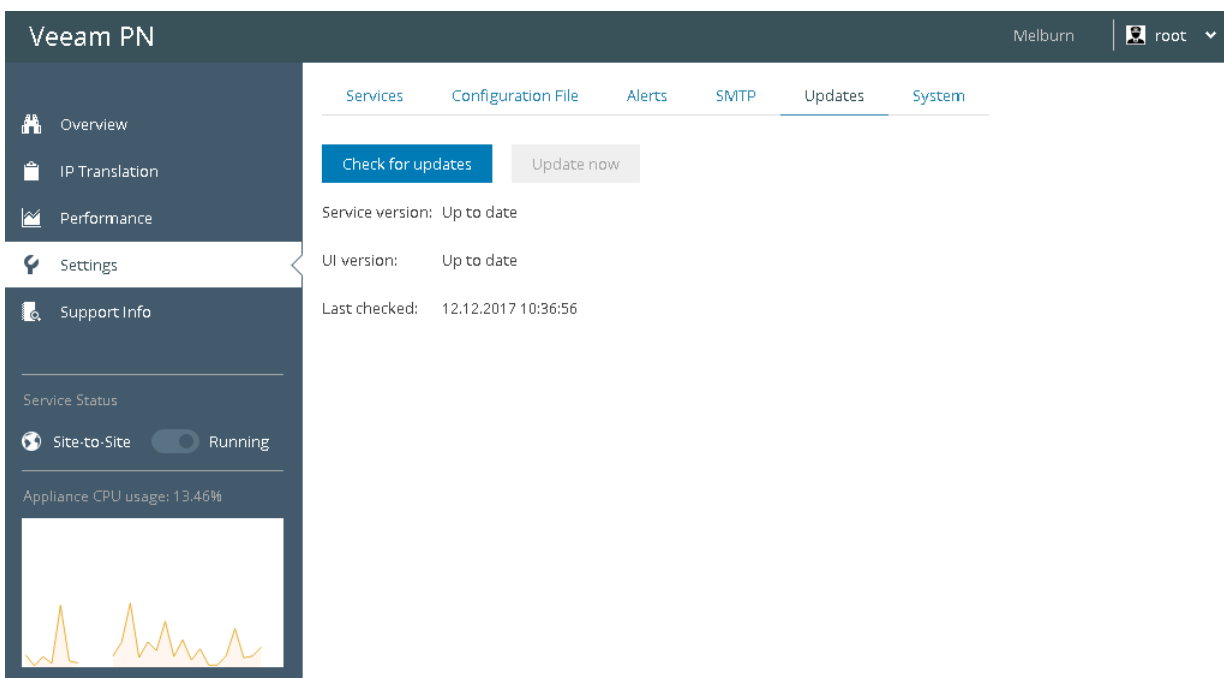 Veeam PN
Melburn root
Services Configuration File Alerts SMTP Updates System
Overview
IP Translation
Performance
Settings
Support Info
Check for updates Update now
Service version: Up to date
UI version: Up to date
Last checked: 12.12.2017 10:36:56
Service Status
Site-to-Site Running
Appliance CPU usage: 13.46%